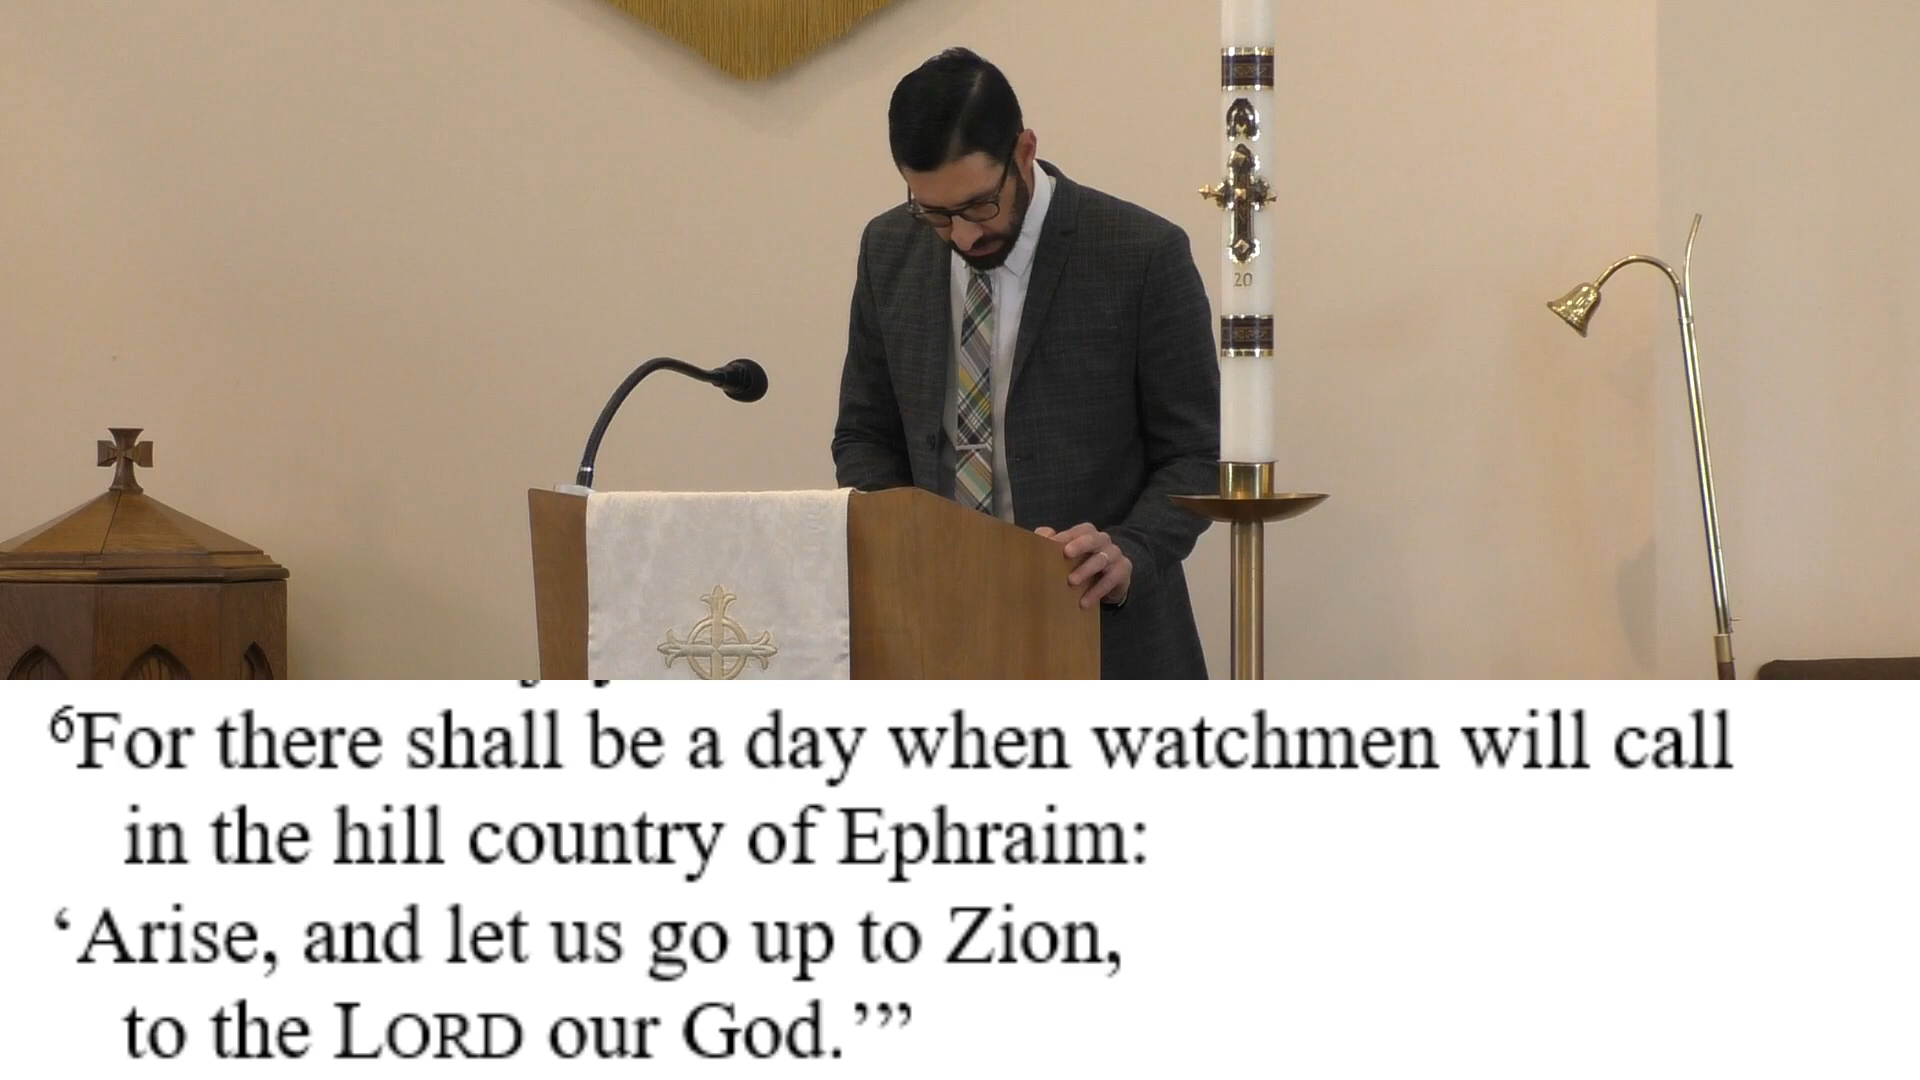 20
⁶For there shall be a day when watchmen will call
in the hill country of Ephraim:
‘Arise, and let us go up to Zion,
to the LORD our God.’”